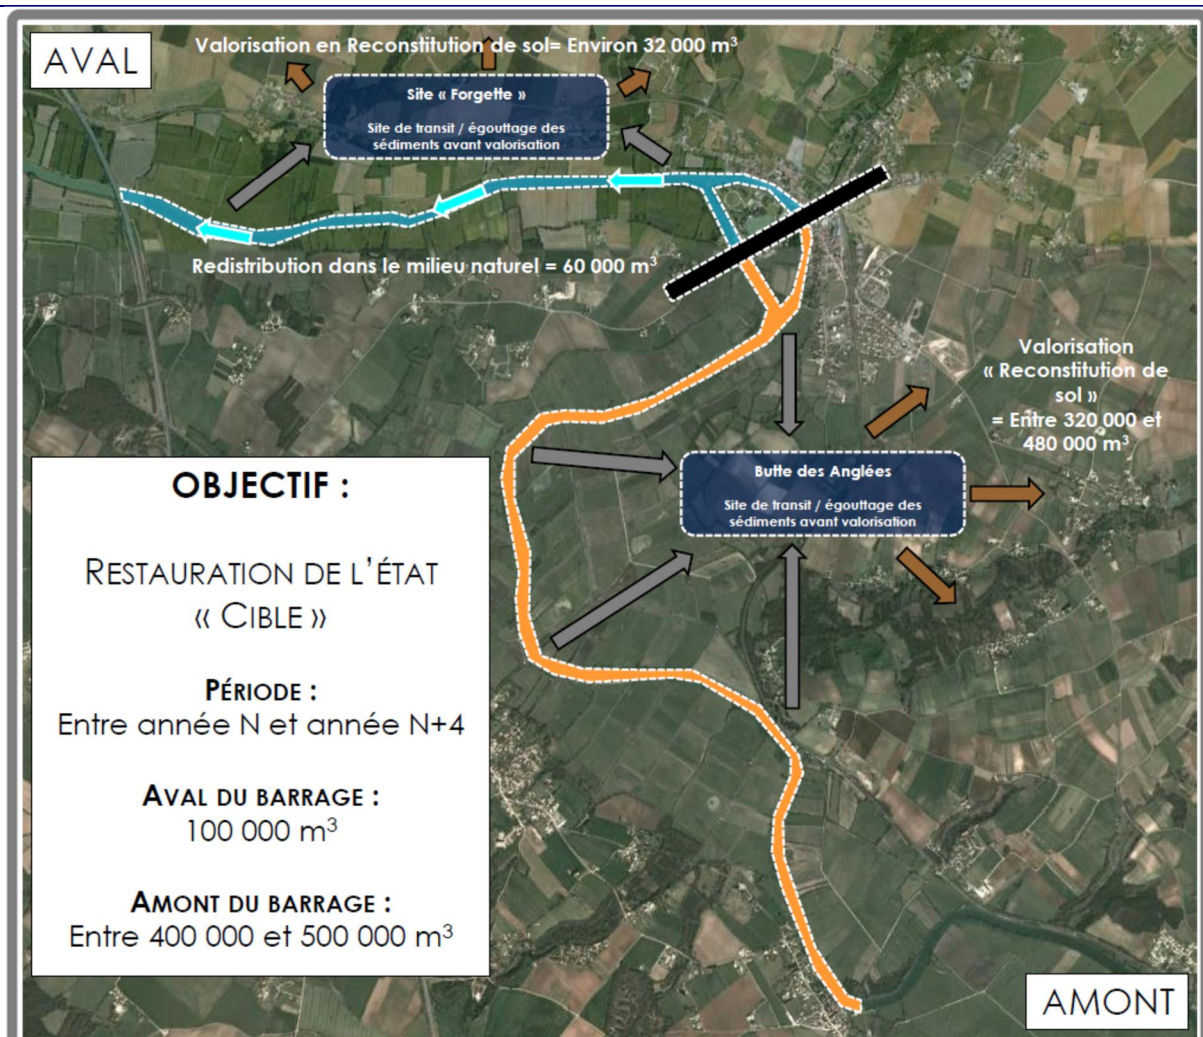 AVAL
Valorisation en Reconstitution de sol= Environ 32 000 m³
Site « Forgette »
Site de transit / égouttage des
sédiments avant valorisation
Redistribution dans le milieu naturel = 60 000 m³
Valorisation
« Reconstitution de
sol »
= Entre 320 000 et
480 000 m³
Butte des Anglées
Site de transit / égouttage des
sédiments avant valorisation
OBJECTIF :
RESTAURATION DE L'ÉTAT
« CIBLE »
PÉRIODE :
Entre année N et année N+4
AVAL DU BARRAGE :
100 000 m³
AMONT DU BARRAGE :
Entre 400 000 et 500 000 m³
AMONT